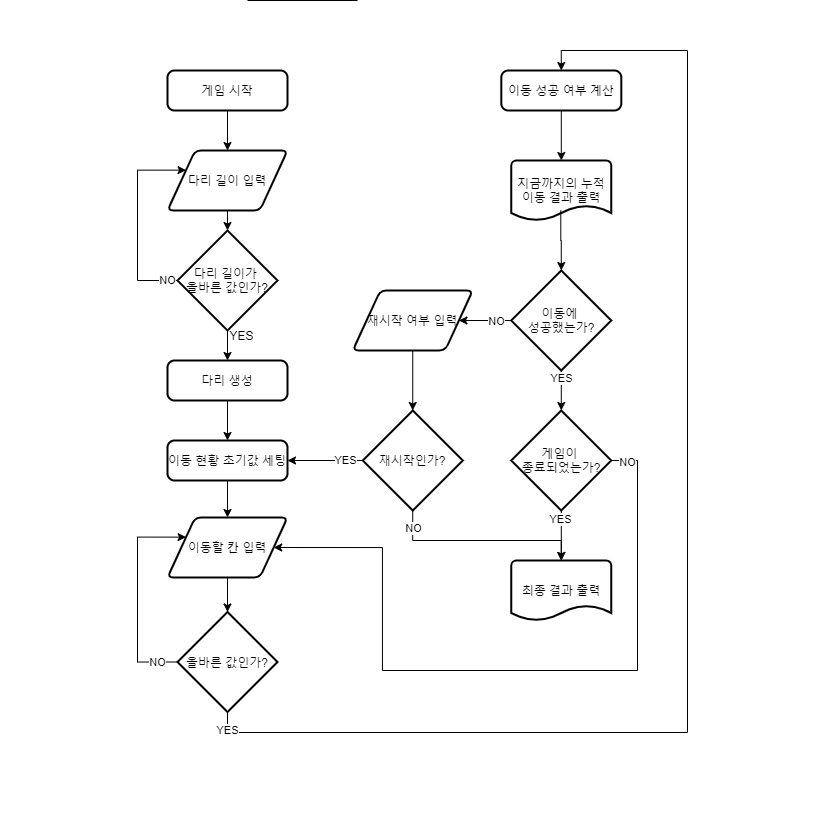 게임 시작
다리 길이 입력
다리 길이가
올바른 값인가?
NO
YES
다리 생성
이동 현황 초기값 세팅
이동할 칸 입력
올바른 값인가?
NO
YES
이동 성공 여부 계산
지금까지의 누적
이동 결과 출력
이동에
성공했는가?
NO
재시작 여부 입력
재시작인가?
YES
NO
YES
게임이
종료되었는가?
NO
YES
최종 결과 출력